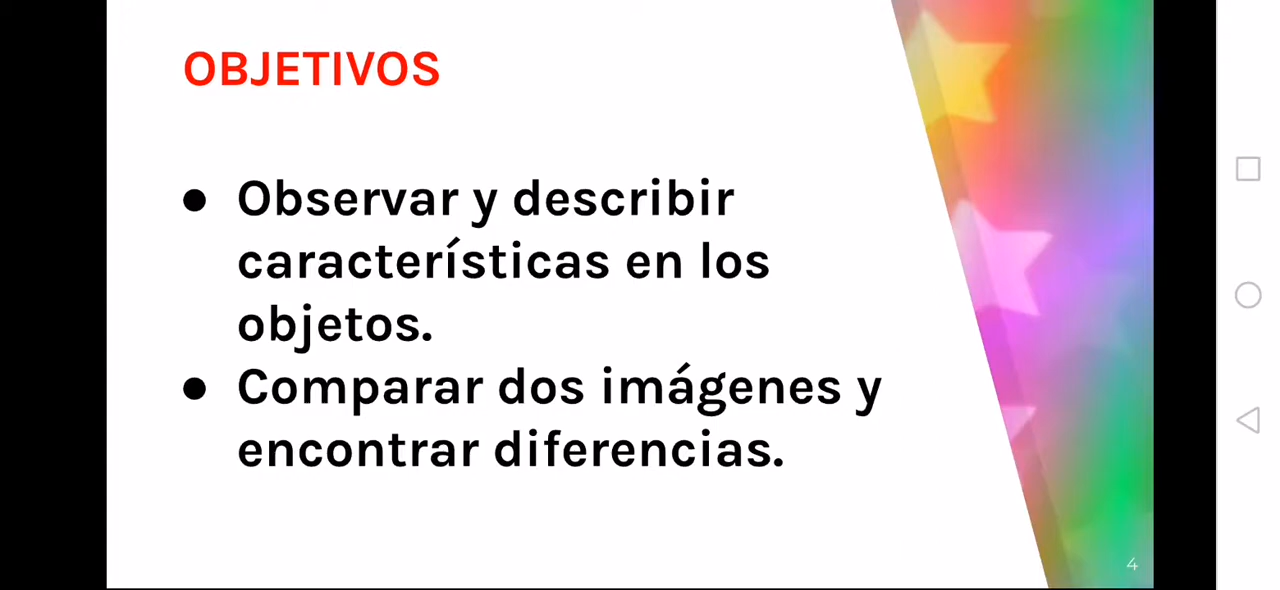 OBJETIVOS
● Observar y describir
características en los
objetos.
● Comparar dos imágenes y
encontrar diferencias.
4